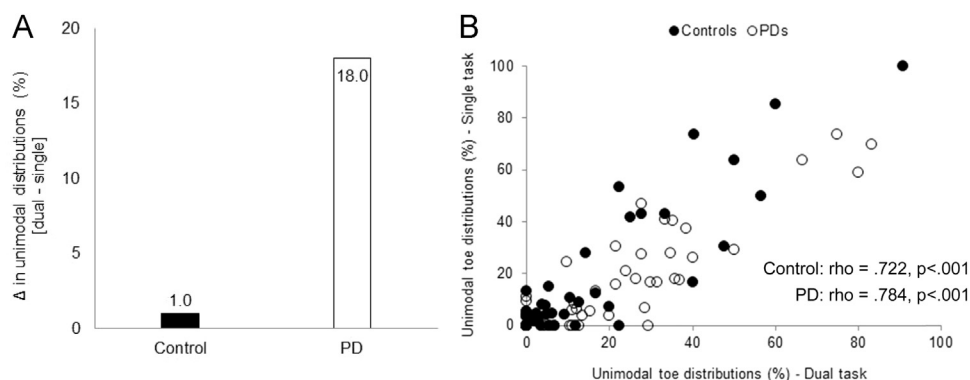 A
Δ in unimodal distributions (%)
[dual - single]
20
15
10
5
0
1.0
18.0
Control
PD
B
Controls
PDs
Unimodal toe distributions (%) - Single task
100
80
60
40
20
0
Control: rho = .722, p<.001
PD: rho = .784, p<.001
0
20
40
60
80
100
Unimodal toe distributions (%) - Dual task